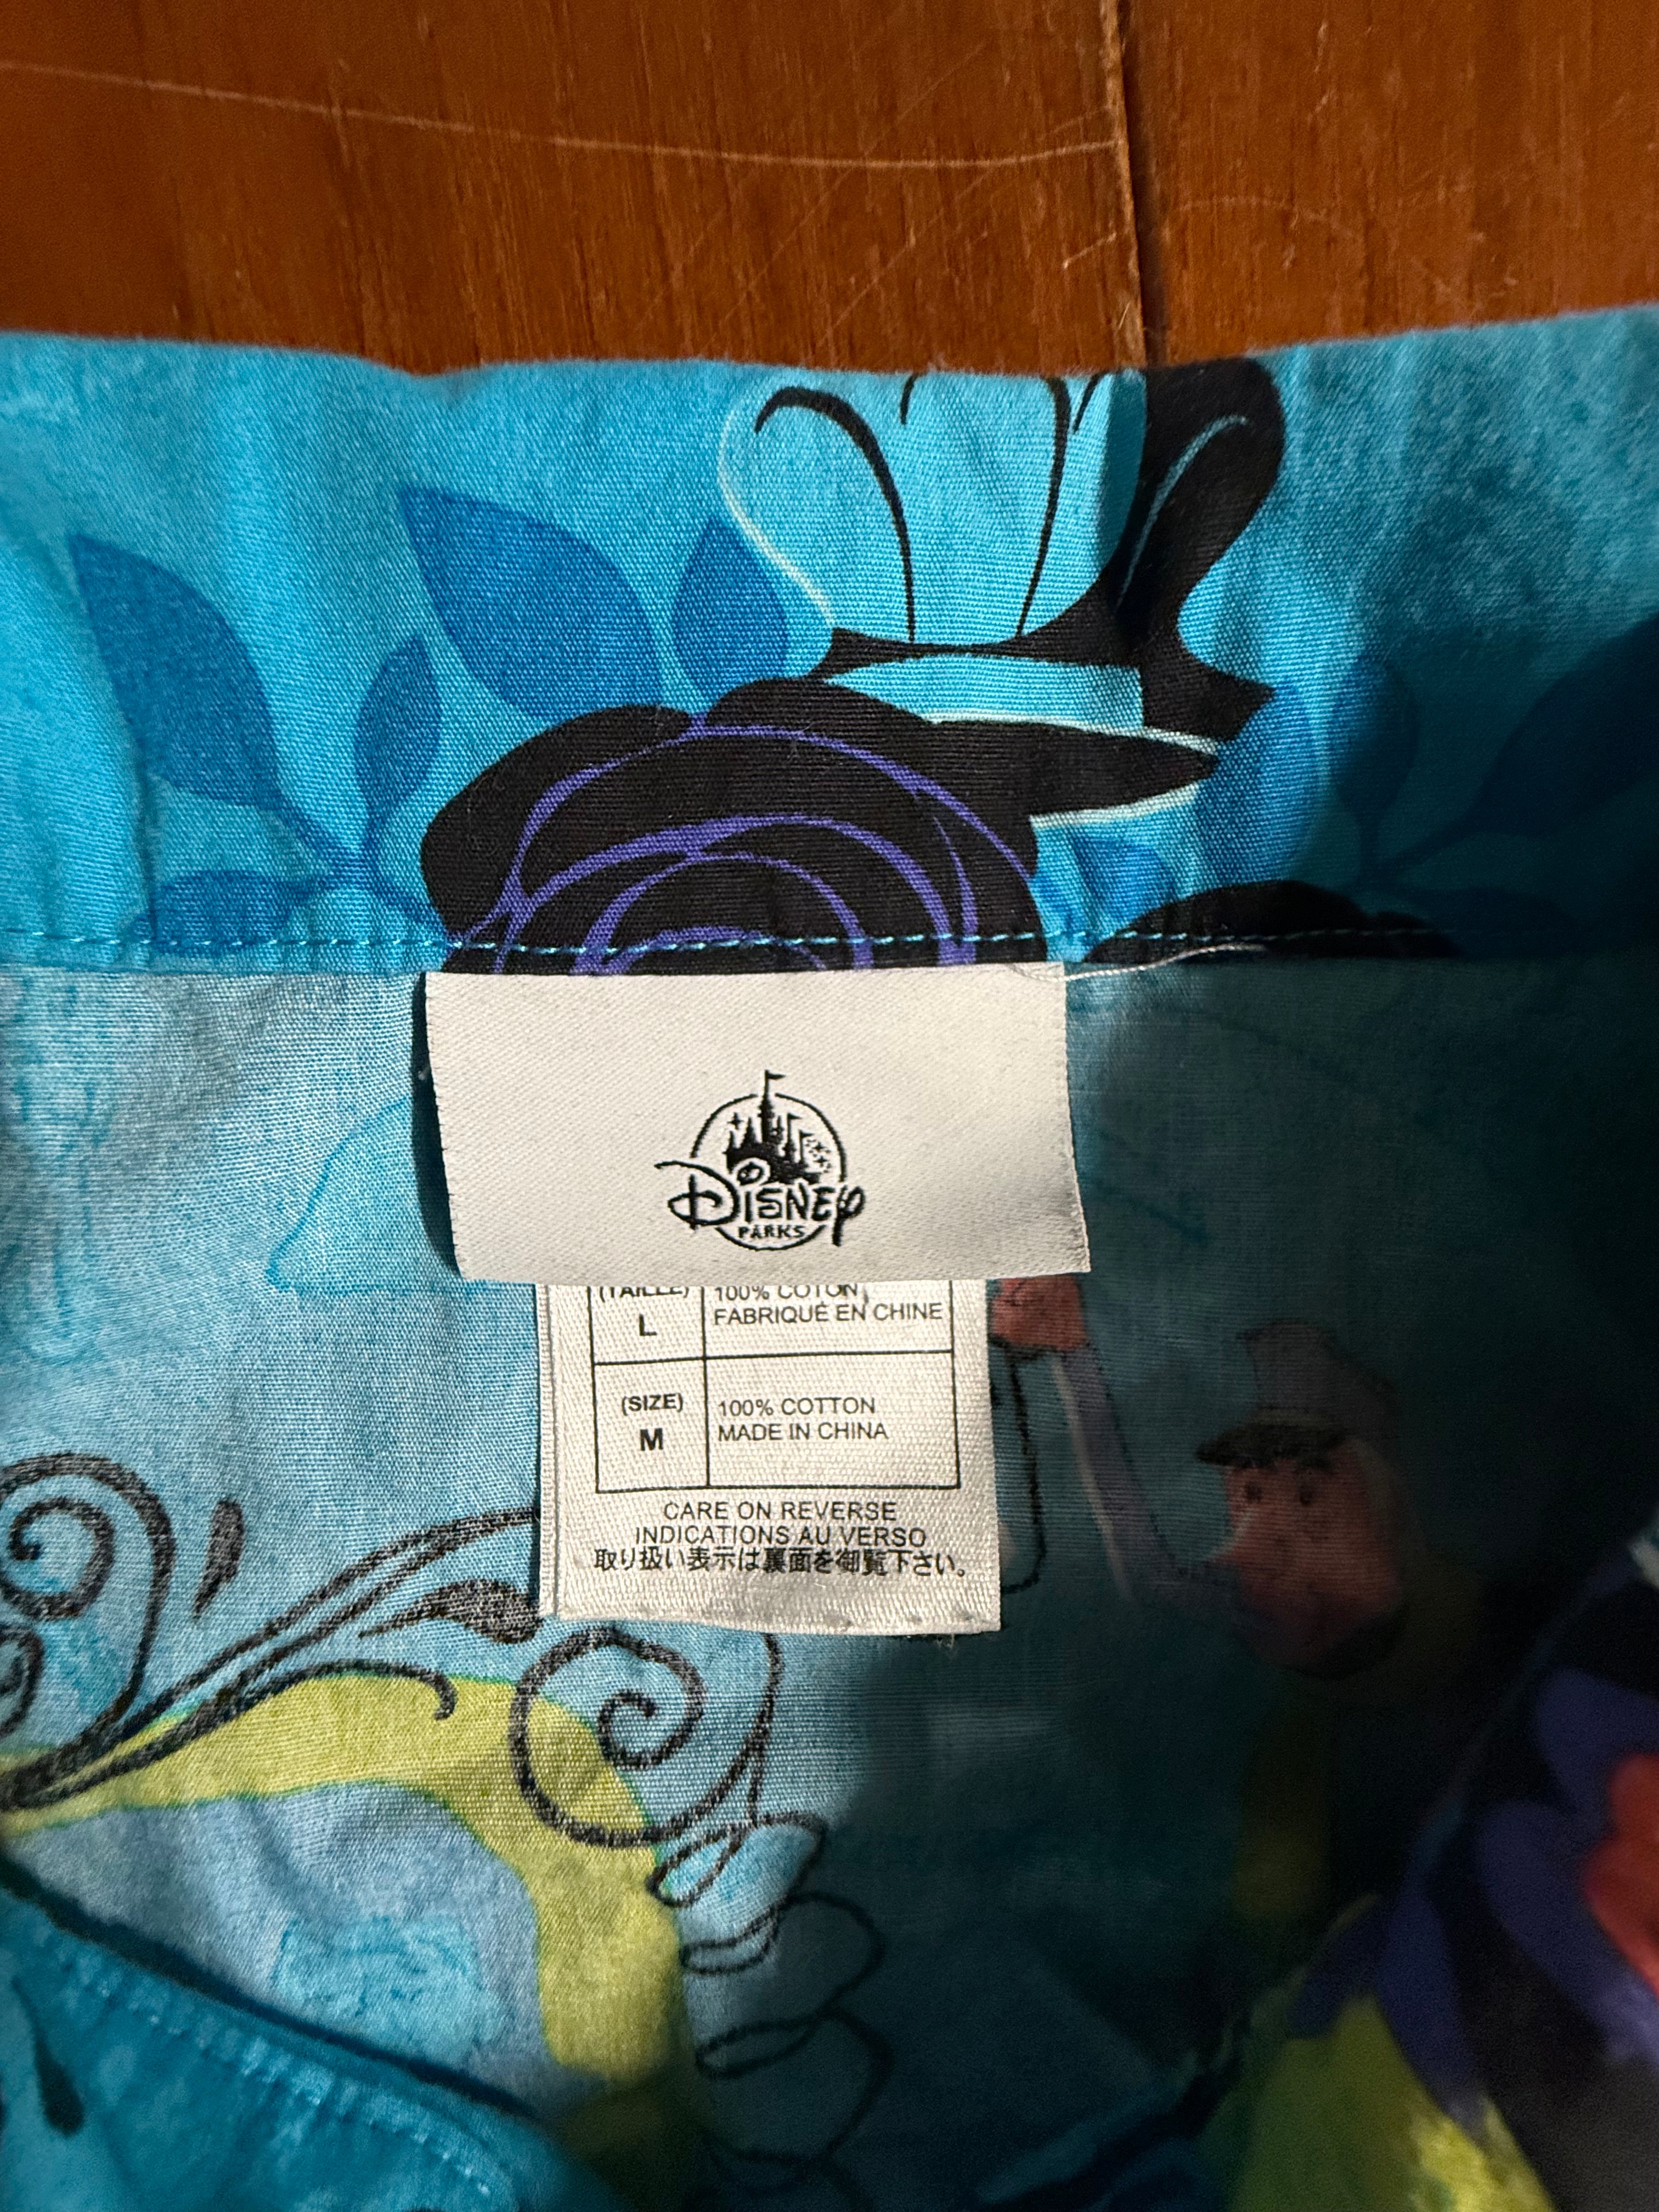 DISNEY
PARKS
(TAILLE) 100% COTON
L FABRIQUÉ EN CHINE
(SIZE) 100% COTTON
M MADE IN CHINA
CARE ON REVERSE
INDICATIONS AU VERSO
取り扱い表示は裏面を御覧下さい。